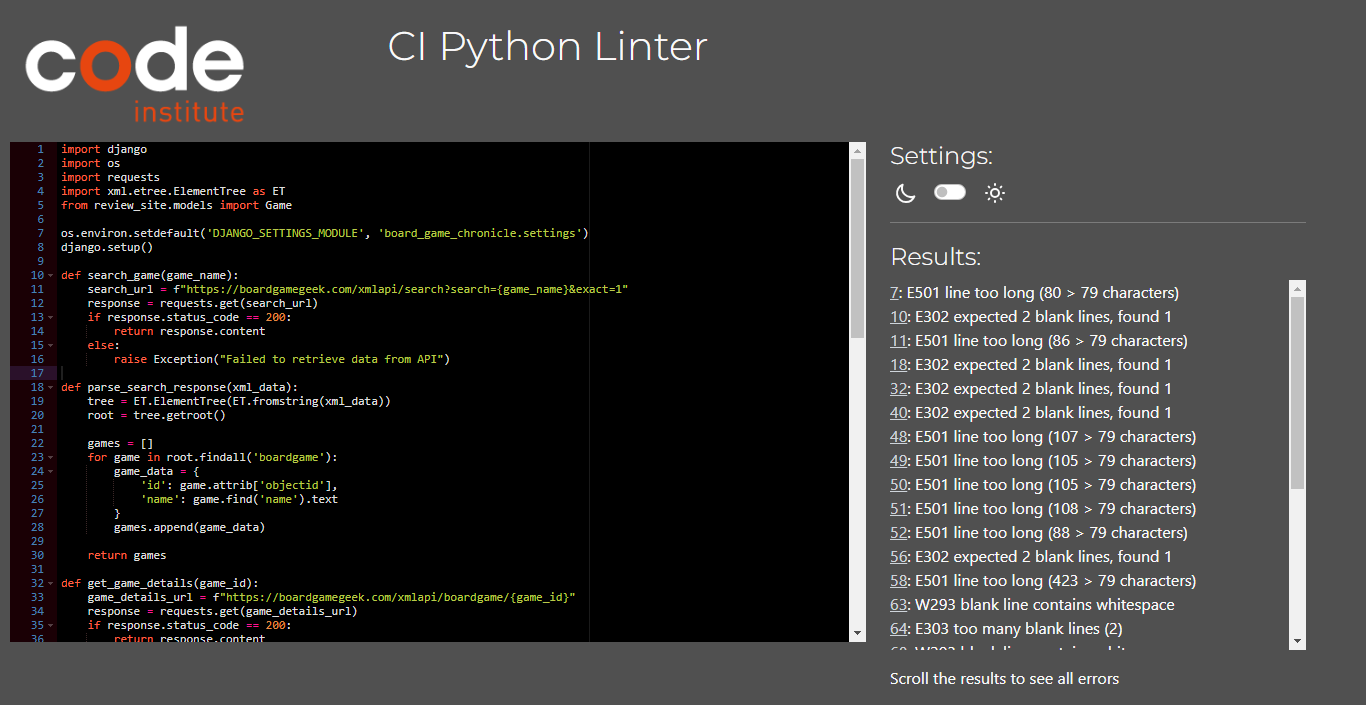 code
institute
CI Python Linter
1 import django
2 import os
3 import requests
4 import xml.etree.ElementTree as ET
5 from review_site.models import Game
6
7 os.environ.setdefault('DJANGO_SETTINGS_MODULE', 'board_game_chronicle.settings')
8 django.setup()
9
10 def search_game(game_name):
11 search_url = f"https://boardgamegeek.com/xmlapi/search?search={game_name}&exact=1"
12 response = requests.get(search_url)
13 if response.status_code == 200:
14 return response.content
15 else:
16 raise Exception("Failed to retrieve data from API")
17
18 def parse_search_response(xml_data):
19 tree = ET.ElementTree(ET.fromstring(xml_data))
20 root = tree.getroot()
21
22 games = []
23 for game in root.findall('boardgame'):
24 game_data = {
25 'id': game.attrib['objectid'],
26 'name': game.find('name').text
27 }
28 games.append(game_data)
29
30 return games
31
32 def get_game_details(game_id):
33 game_details_url = f"https://boardgamegeek.com/xmlapi/boardgame/{game_id}"
34 response = requests.get(game_details_url)
35 if response.status_code == 200:
36 return response.content
Settings:
Results:
7: E501 line too long (80 > 79 characters)
10: E302 expected 2 blank lines, found 1
11: E501 line too long (86 > 79 characters)
18: E302 expected 2 blank lines, found 1
32: E302 expected 2 blank lines, found 1
40: E302 expected 2 blank lines, found 1
48: E501 line too long (107 > 79 characters)
49: E501 line too long (105 > 79 characters)
50: E501 line too long (105 > 79 characters)
51: E501 line too long (108 > 79 characters)
52: E501 line too long (88 > 79 characters)
56: E302 expected 2 blank lines, found 1
58: E501 line too long (423 > 79 characters)
63: W293 blank line contains whitespace
64: E303 too many blank lines (2)
Scroll the results to see all errors